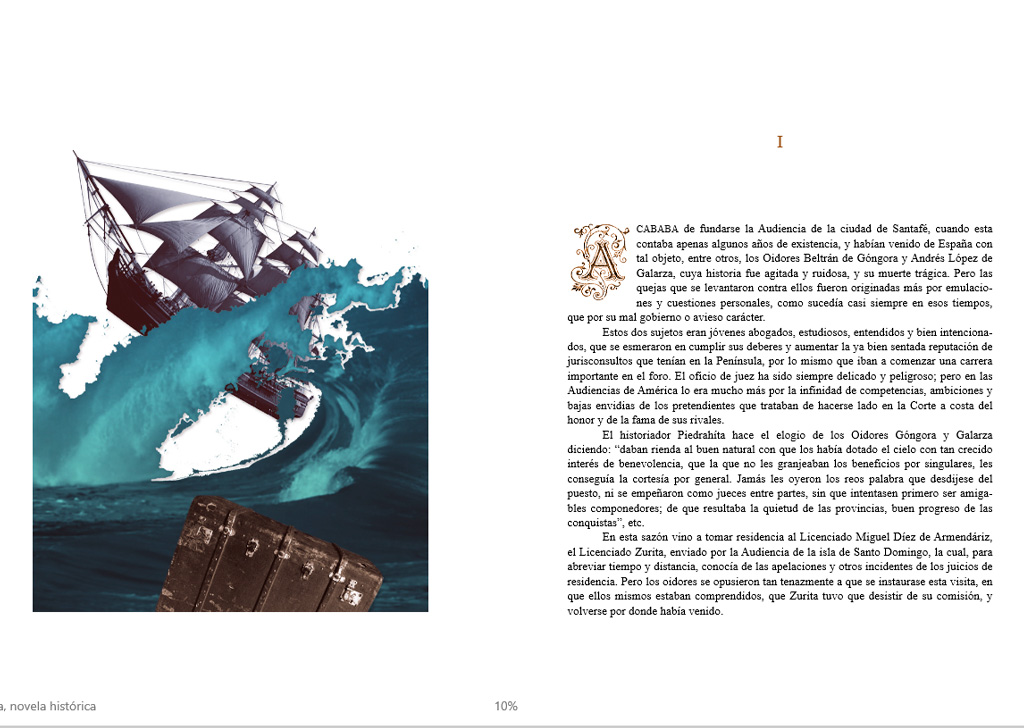 I
ACABABA de fundarse la Audiencia de la ciudad de Santafé, cuando esta
contaba apenas algunos años de existencia, y habían venido de España con
tal objeto, entre otros, los Oidores Beltrán de Góngora y Andrés López de
Galarza, cuya historia fue agitada y ruidosa, y su muerte trágica. Pero las
quejas que se levantaron contra ellos fueron originadas más por emulacio-
nes y cuestiones personales, como sucedía casi siempre en esos tiempos,
que por su mal gobierno o avieso carácter.
Estos dos sujetos eran jóvenes abogados, estudiosos, entendidos y bien intenciona-
dos, que se esmeraron en cumplir sus deberes y aumentar la ya bien sentada reputación de
jurisconsultos que tenían en la Península, por lo mismo que iban a comenzar una carrera
importante en el foro. El oficio de juez ha sido siempre delicado y peligroso; pero en las
Audiencias de América lo era mucho más por la infinidad de competencias, ambiciones y
bajas envidias de los pretendientes que trataban de hacerse lado en la Corte a costa del
honor y de la fama de sus rivales.
El historiador Piedrahíta hace el elogio de los Oidores Góngora y Galarza
diciendo: “daban rienda al buen natural con que los había dotado el cielo con tan crecido
interés de benevolencia, que la que no les granjeaban los beneficios por singulares, les
conseguía la cortesía por general. Jamás les oyeron los reos palabra que desdijese del
puesto, ni se empeñaron como jueces entre partes, sin que intentasen primero ser amiga-
bles componedores; de que resultaba la quietud de las provincias, buen progreso de las
conquistas”, etc.
En esta sazón vino a tomar residencia al Licenciado Miguel Díez de Armendáriz,
el Licenciado Zurita, enviado por la Audiencia de la isla de Santo Domingo, la cual, para
abreviar tiempo y distancia, conocía de las apelaciones y otros incidentes de los juicios de
residencia. Pero los oidores se opusieron tan tenazmente a que se instaurase esta visita, en
que ellos mismos estaban comprendidos, que Zurita tuvo que desistir de su comisión, y
volverse por donde había venido.
a, novela histórica
10%